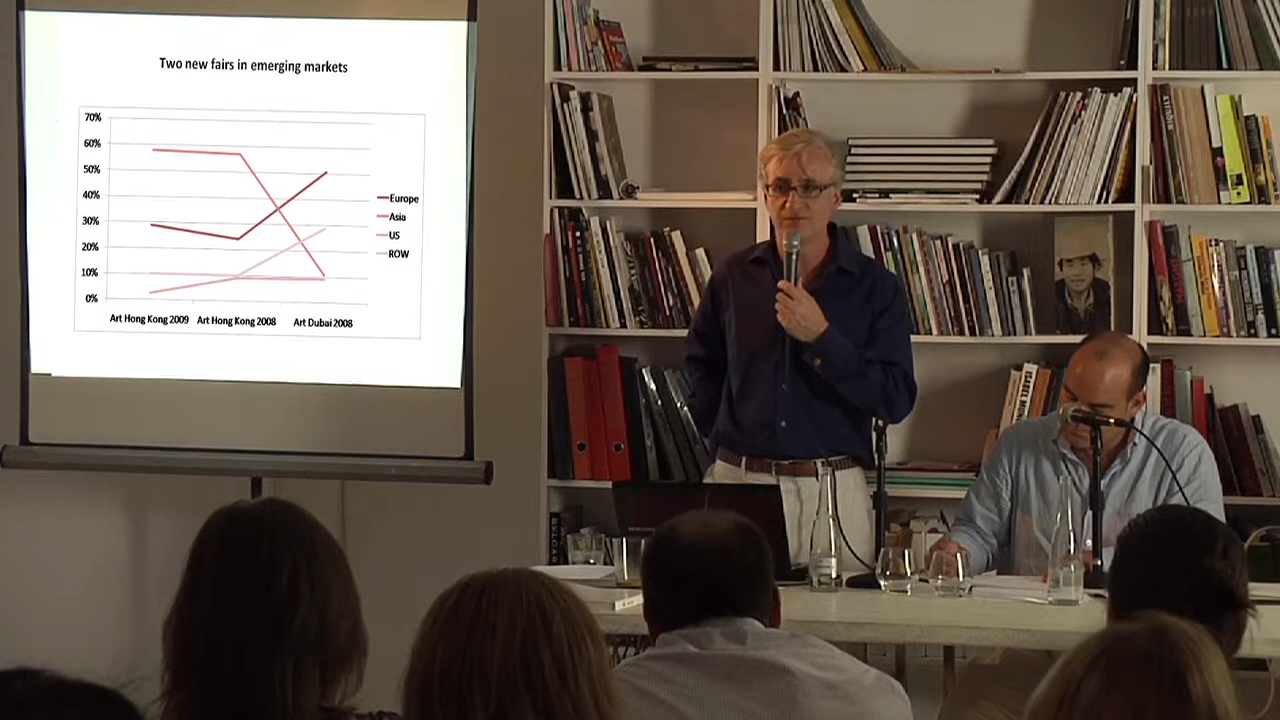 Two new fairs in emerging markets
70%
60%
50%
40%
30%
20%
10%
0%
Europe
Asia
US
ROW
Art Hong Kong 2009 Art Hong Kong 2008 Art Dubai 2008
BVLGARI